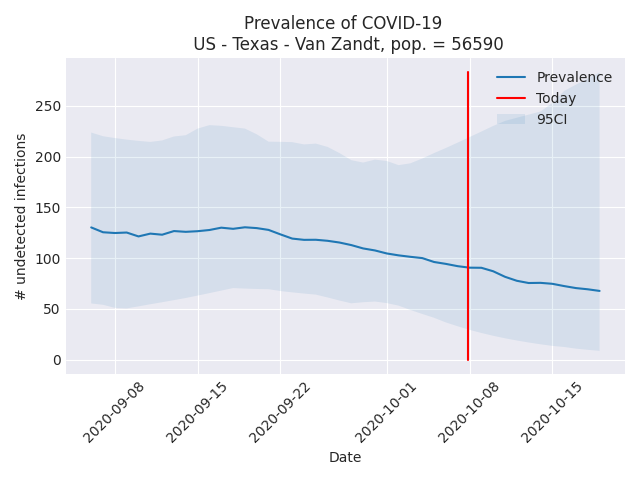 Prevalence of COVID-19
US - Texas - Van Zandt, pop. = 56590
Prevalence
Today
95CI
# undetected infections
250
200
150
100
50
0
2020-09-08
2020-09-15
2020-09-22
2020-10-01
2020-10-08
2020-10-15
Date